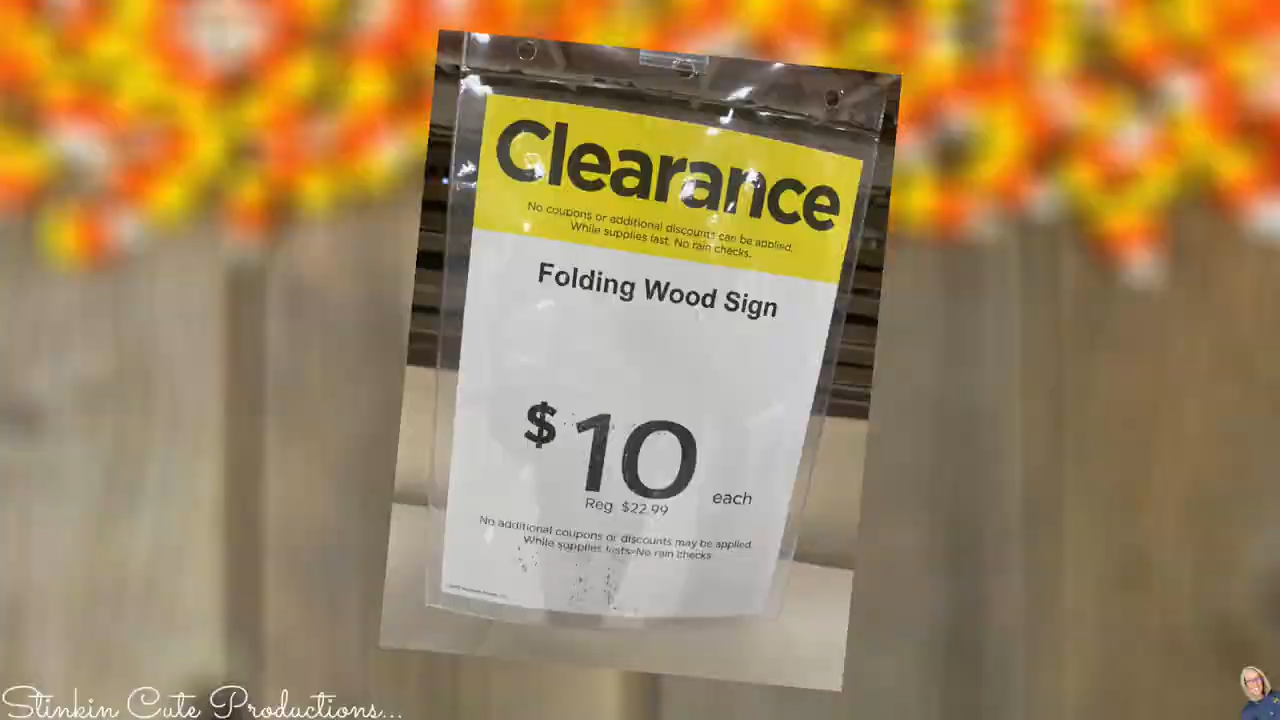 Clearance
No coupons or additional discounts can be applied.
While supplies last. No rain checks.
Folding Wood Sign
$10 each
Reg $22.99
No additional coupons or discounts may be applied
While supplies lasts-No rain checks
Stinkin Cute Productions...